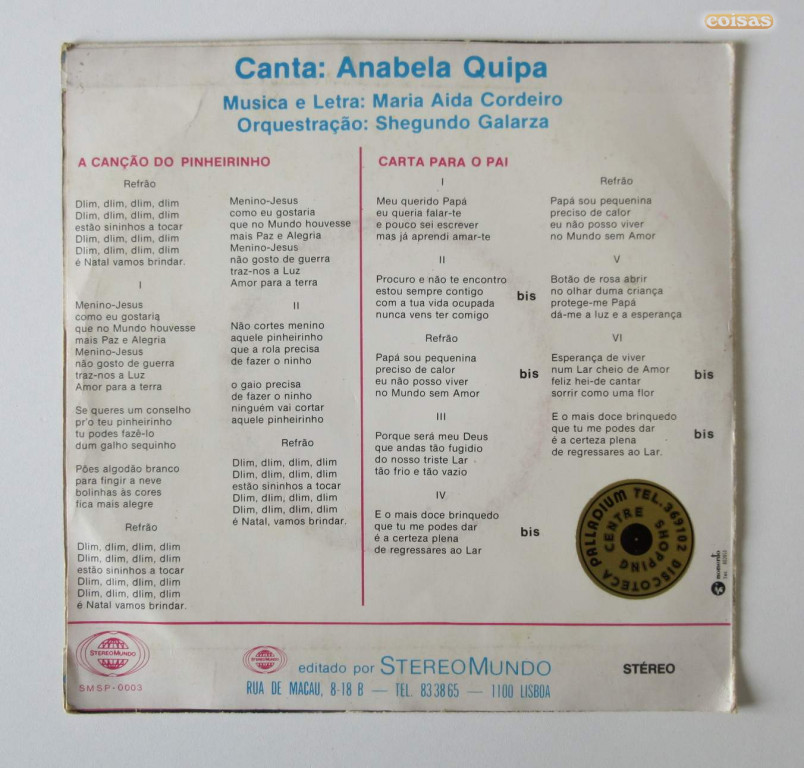 coisas
Canta: Anabela Quipa
Musica e Letra: Maria Aida Cordeiro
Orquestração: Shegundo Galarza
A CANÇÃO DO PINHEIRINHO
Refrão
Dlim, dlim, dlim, dlim
Dlim, dlim, dlim, dlim
estão sininhos a tocar
Dlim, dlim, dlim, dlim
Dlim, dlim, dlim, dlim
é Natal vamos brindar.
I
Menino-Jesus
como eu gostaria
que no Mundo houvesse
mais Paz e Alegria
Menino-Jesus
não gosto de guerra
traz-nos a Luz
Amor para a terra
Se queres um conselho
pr'o teu pinheirinho
tu podes fazê-lo
dum galho sequinho
Pões algodão branco
para fingir a neve
bolinhas às cores
fica mais alegre
Refrão
Dlim, dlim, dlim, dlim
Dlim, dlim, dlim, dlim
estão sininhos a tocar
Dlim, dlim, dlim, dlim
Dlim, dlim, dlim, dlim
é Natal vamos brindar.
Menino-Jesus
como eu gostaria
que no Mundo houvesse
mais Paz e Alegria
Menino-Jesus
não gosto de guerra
traz-nos a Luz
Amor para a terra
II
Não cortes menino
aquele pinheirinho
que a rola precisa
de fazer o ninho
o gaio precisa
de fazer o ninho
ninguém vai cortar
aquele pinheirinho
Refrão
Dlim, dlim, dlim, dlim
Dlim, dlim, dlim, dlim
estão sininhos a tocar
Dlim, dlim, dlim, dlim
Dlim, dlim, dlim, dlim
é Natal, vamos brindar.
CARTA PARA O PAI
I
Meu querido Papá
eu queria falar-te
e pouco sei escrever
mas já aprendi amar-te
II
Procuro e não te encontro
estou sempre contigo
com a tua vida ocupada
nunca vens ter comigo
bis
Refrão
Papá sou pequenina
preciso de calor
eu não posso viver
no Mundo sem Amor
bis
III
Porque será meu Deus
que andas tão fugidio
do nosso triste Lar
tão frio e tão vazio
IV
E o mais doce brinquedo
que tu me podes dar
é a certeza plena
de regressares ao Lar
bis
Refrão
Papá sou pequenina
preciso de calor
eu não posso viver
no Mundo sem Amor
V
Botão de rosa abrir
no olhar duma criança
protege-me Papá
dá-me a luz e a esperança
VI
Esperança de viver
num Lar cheio de Amor
feliz hei-de cantar
sorrir como uma flor
bis
E o mais doce brinquedo
que tu me podes dar
é a certeza plena
de regressares ao Lar.
bis
DISCOTECA PALLADIUM TEL. 369102
CENTRE SHOPPING
STEREOMUNDO
SMSP-0003
STEREOMUNDO
editado por STEREOMUNDO
RUA DE MACAU, 8-18 B — TEL. 833865 — 1100 LISBOA
STÉREO